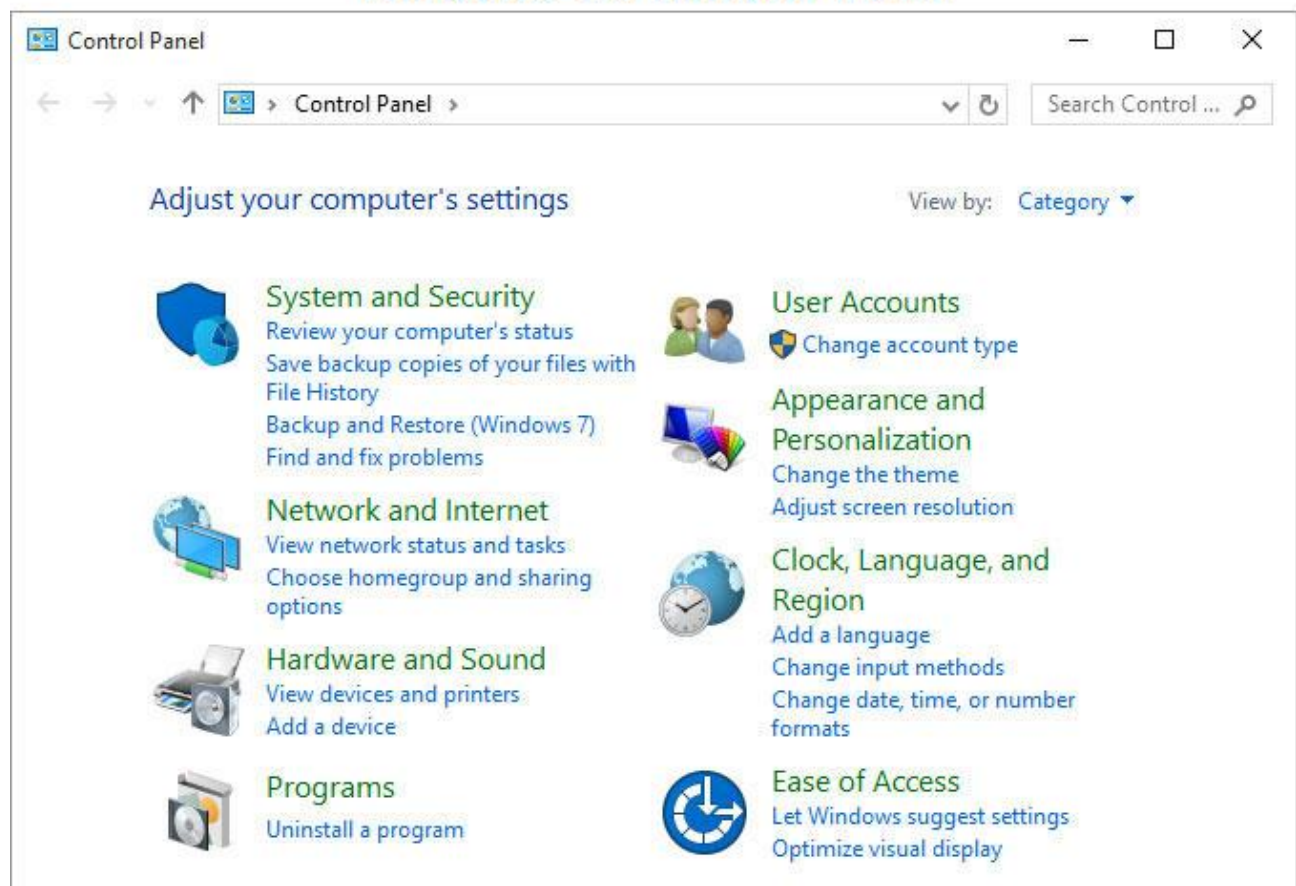 Control Panel
Control Panel
Search Control ...
Adjust your computer's settings
View by: Category
System and Security
Review your computer's status
Save backup copies of your files with
File History
Backup and Restore (Windows 7)
Find and fix problems
Network and Internet
View network status and tasks
Choose homegroup and sharing
options
Hardware and Sound
View devices and printers
Add a device
Programs
Uninstall a program
User Accounts
Change account type
Appearance and
Personalization
Change the theme
Adjust screen resolution
Clock, Language, and
Region
Add a language
Change input methods
Change date, time, or number
formats
Ease of Access
Let Windows suggest settings
Optimize visual display